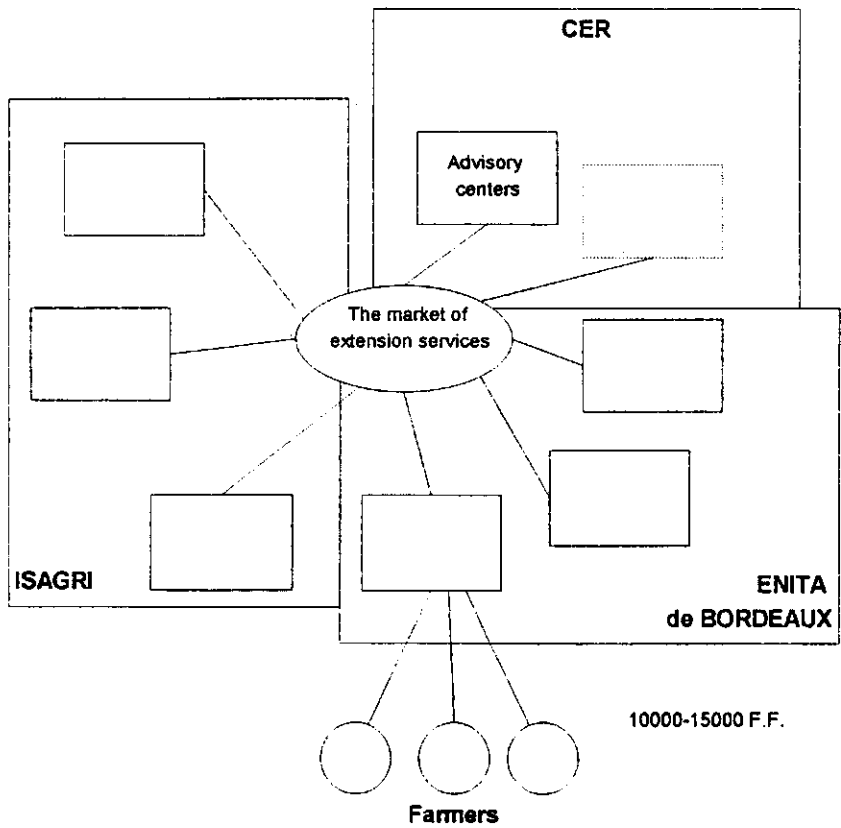 CER
Advisory
centers
The market of
extension services
ISAGRI
ENITA
de BORDEAUX
10000-15000 F.F.
Farmers